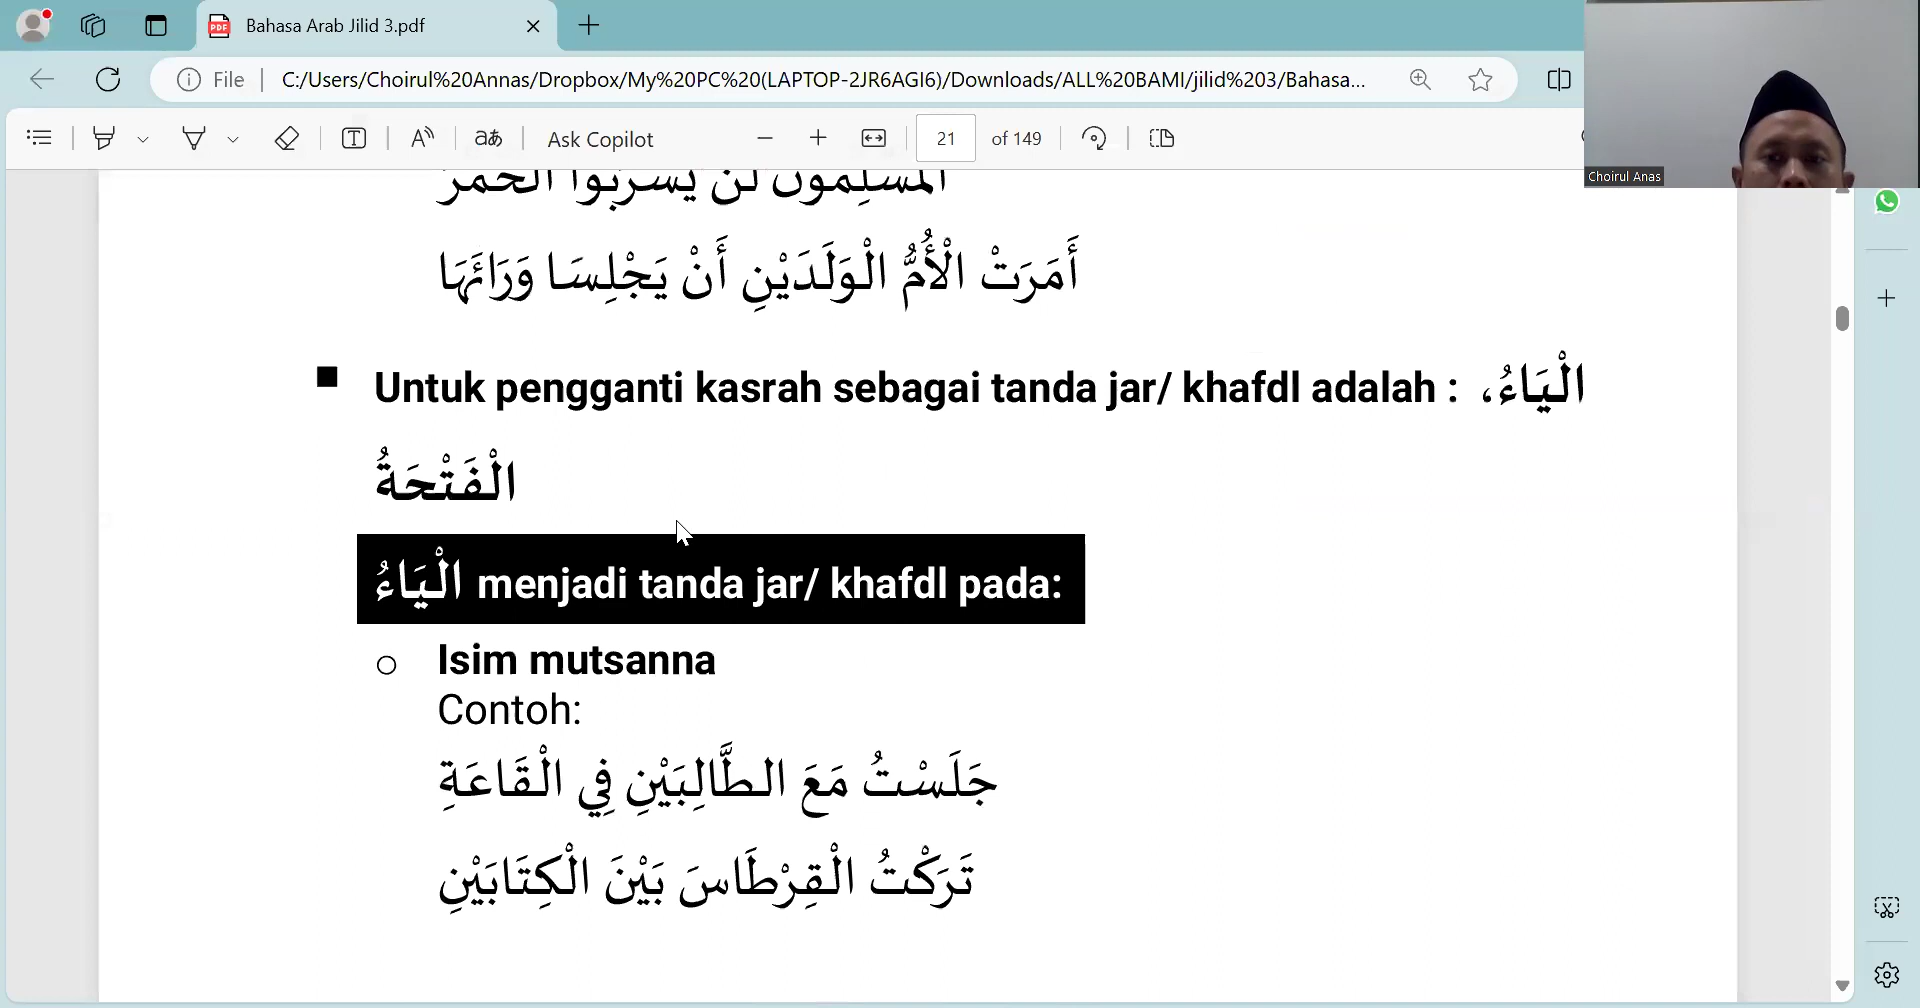 Bahasa Arab Jilid 3.pdf
File
C:/Users/Choirul%20Annas/Dropbox/My%20PC%20(LAPTOP-2JR6AGI6)/Downloads/ALL%20BAMI/jilid%203/Bahasa...
Ask Copilot
21 of 149
Choirul Anas
أَمَرَتْ الْأُمُّ الْوَلَدَيْنِ أَنْ يَجْلِسَا وَرَائَهَا
■ Untuk pengganti kasrah sebagai tanda jar/ khafdl adalah : الْيَاءُ،
الْفَتْحَةُ
الْيَاءُ menjadi tanda jar/ khafdl pada:
o Isim mutsanna
Contoh:
جَلَسْتُ مَعَ الطَّالِبَيْنِ فِي الْقَاعَةِ
تَرَكْتُ الْقِرْطَاسَ بَيْنَ الْكِتَابَيْنِ